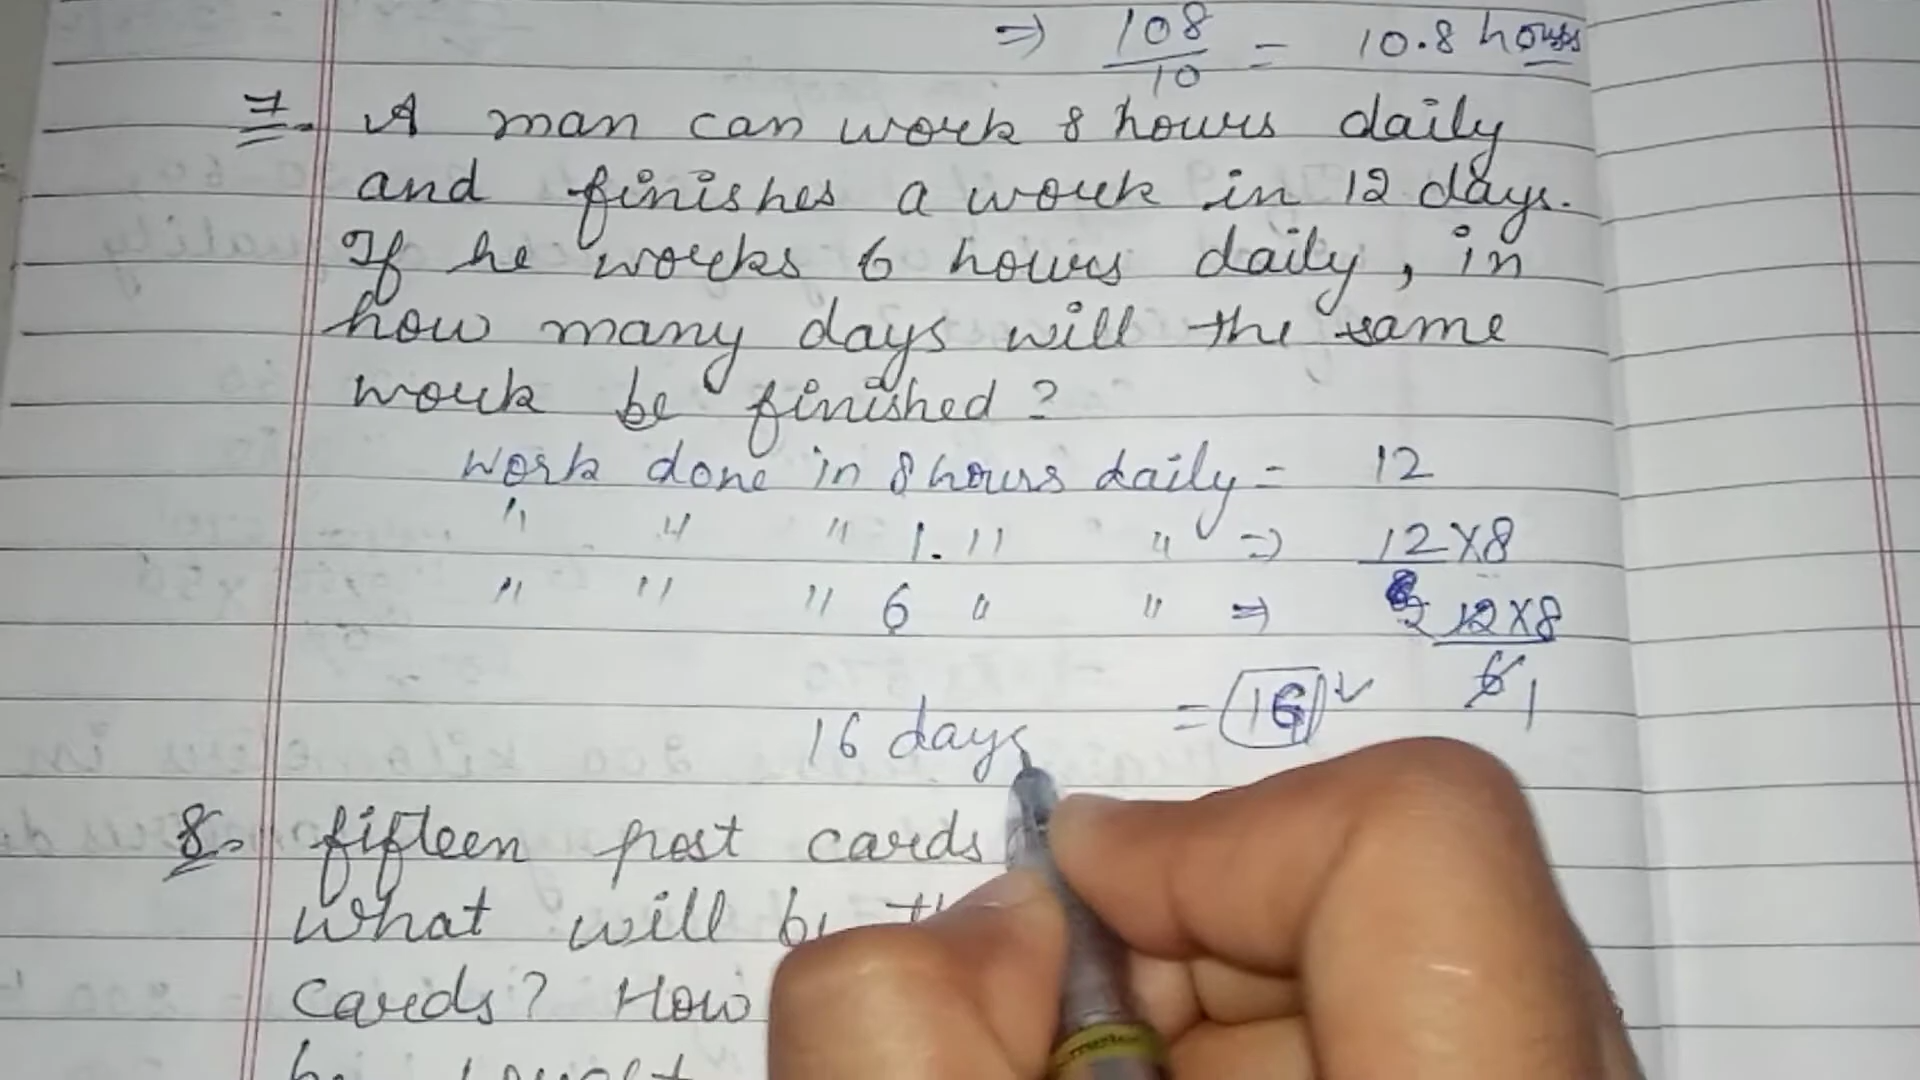 ⇒ 108/10 = 10.8 hours
7. A man can work 8 hours daily
and finishes a work in 12 days.
If he works 6 hours daily, in
how many days will the same
work be finished?
Work done in 8 hours daily = 12
" " " 1 " " ⇒ 12×8
" " " 6 " " ⇒ 12×8
6 1
= 16
16 days
8. fifteen post cards
What will be
cards? How
be